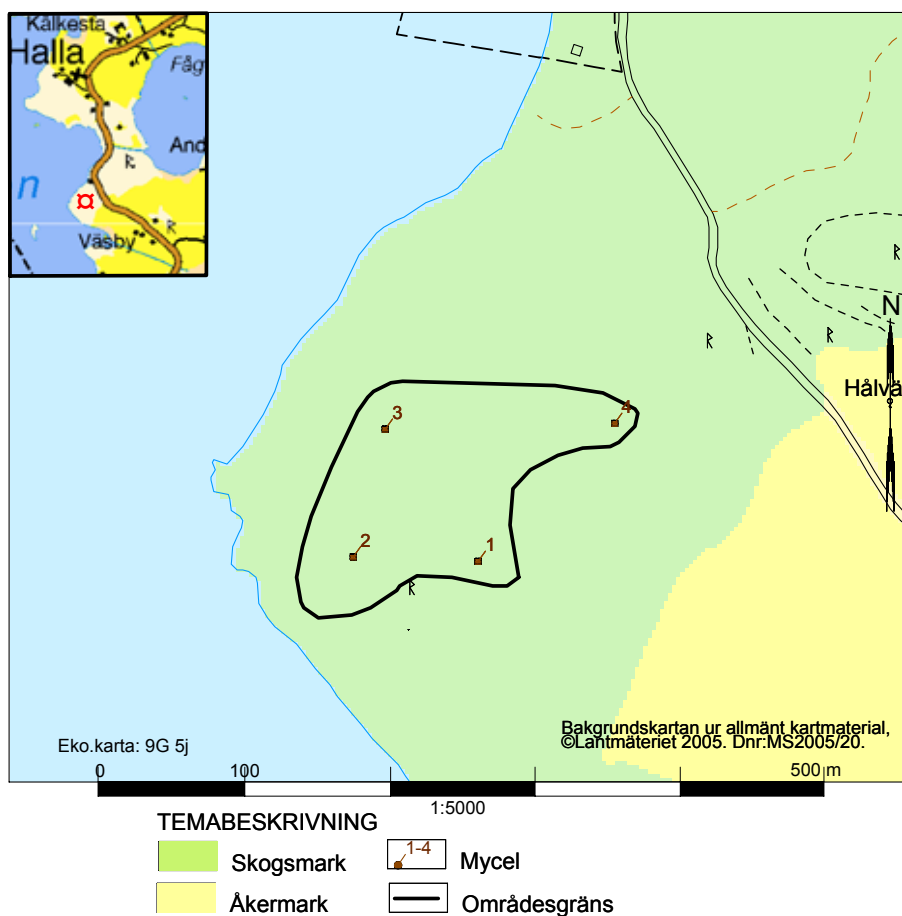 Kålkesta
Halla
Fåg
And
n
Väsby
N
Hålvä
3
4
2
1
Bakgrundskartan ur allmänt kartmaterial,
©Lantmäteriet 2005. Dnr:MS2005/20.
Eko.karta: 9G 5j
0 100 500 m
1:5000
TEMABESKRIVNING
Skogsmark
1-4 Mycel
Åkermark
Områdesgräns